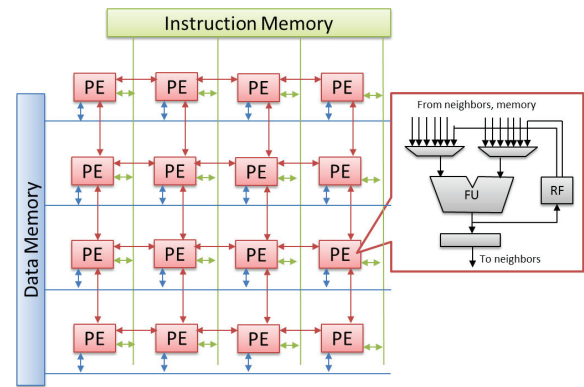 Instruction Memory
Data Memory
PE PE PE PE
PE PE PE PE
PE PE PE PE
PE PE PE PE
From neighbors, memory
FU
RF
To neighbors